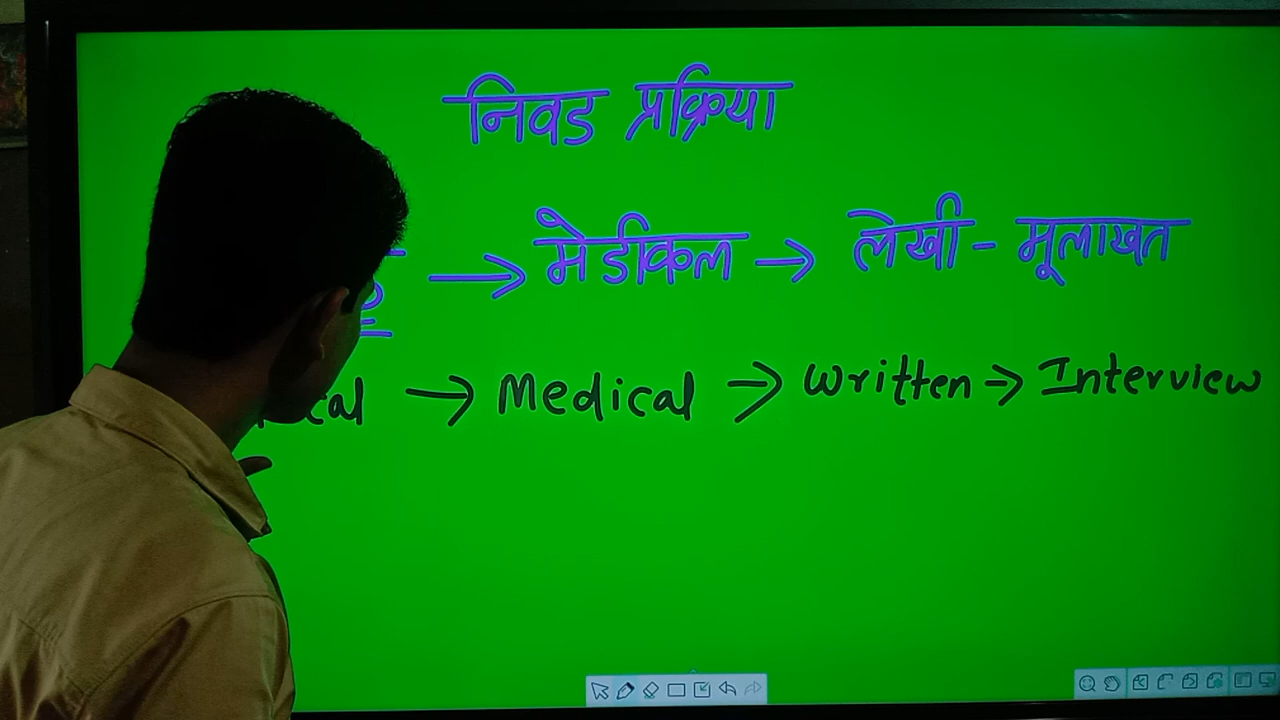 निवड प्रक्रिया
→ मेडीकल → लेखी - मूलाखत
→ Medical → Written → Interview